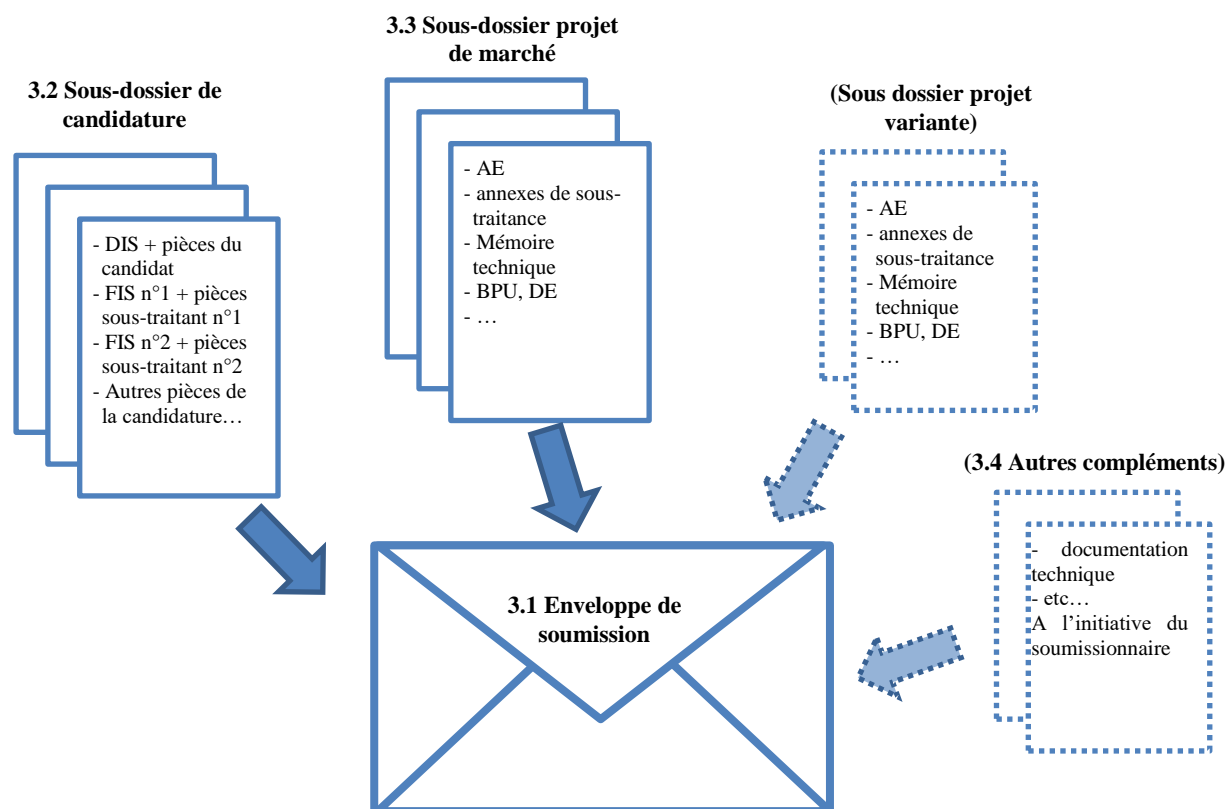 3.2 Sous-dossier de
candidature
- DIS + pièces du
candidat
- FIS n°1 + pièces
sous-traitant n°1
- FIS n°2 + pièces
sous-traitant n°2
- Autres pièces de
la candidature…
3.3 Sous-dossier projet
de marché
- AE
- annexes de sous-
traitance
- Mémoire
technique
- BPU, DE
- …
(Sous dossier projet
variante)
- AE
- annexes de
sous-traitance
- Mémoire
technique
- BPU, DE
- …
(3.4 Autres compléments)
- documentation
technique
- etc…
A l’initiative du
soumissionnaire
3.1 Enveloppe de
soumission